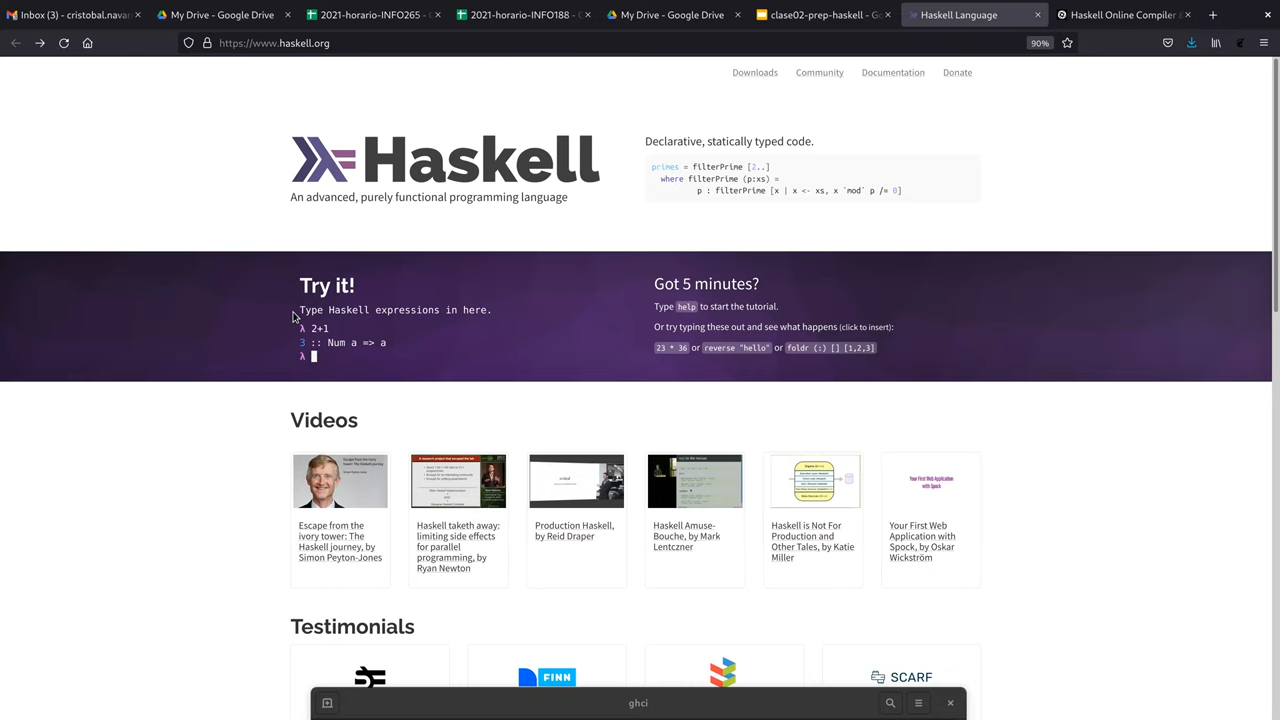 Inbox (3) - cristobal.nava
My Drive - Google Drive
2021-horario-INFO265 -
2021-horario-INFO188 -
My Drive - Google Drive
clase02-prep-haskell - Go
Haskell Language
Haskell Online Compiler &
https://www.haskell.org
90%
Downloads
Community
Documentation
Donate
Haskell
An advanced, purely functional programming language
Declarative, statically typed code.
primes = filterPrime [2..]
where filterPrime (p:xs) =
p : filterPrime [x | x <- xs, x `mod` p /= 0]
Try it!
Type Haskell expressions in here.
λ 2+1
3 :: Num a => a
λ
Got 5 minutes?
Type help to start the tutorial.
Or try typing these out and see what happens (click to insert):
23 * 36 or reverse "hello" or foldr (:) [] [1,2,3]
Videos
Escape from the
ivory tower: The
Haskell journey, by
Simon Peyton-Jones
Haskell taketh away:
limiting side effects
for parallel
programming, by
Ryan Newton
Production Haskell,
by Reid Draper
Haskell Amuse-
Bouche, by Mark
Lentczner
Haskell is Not For
Production and
Other Tales, by Katie
Miller
Your First Web Application
with Spock
Your First Web
Application with
Spock, by Oskar
Wickström
Testimonials
FINN
SCARF
ghci